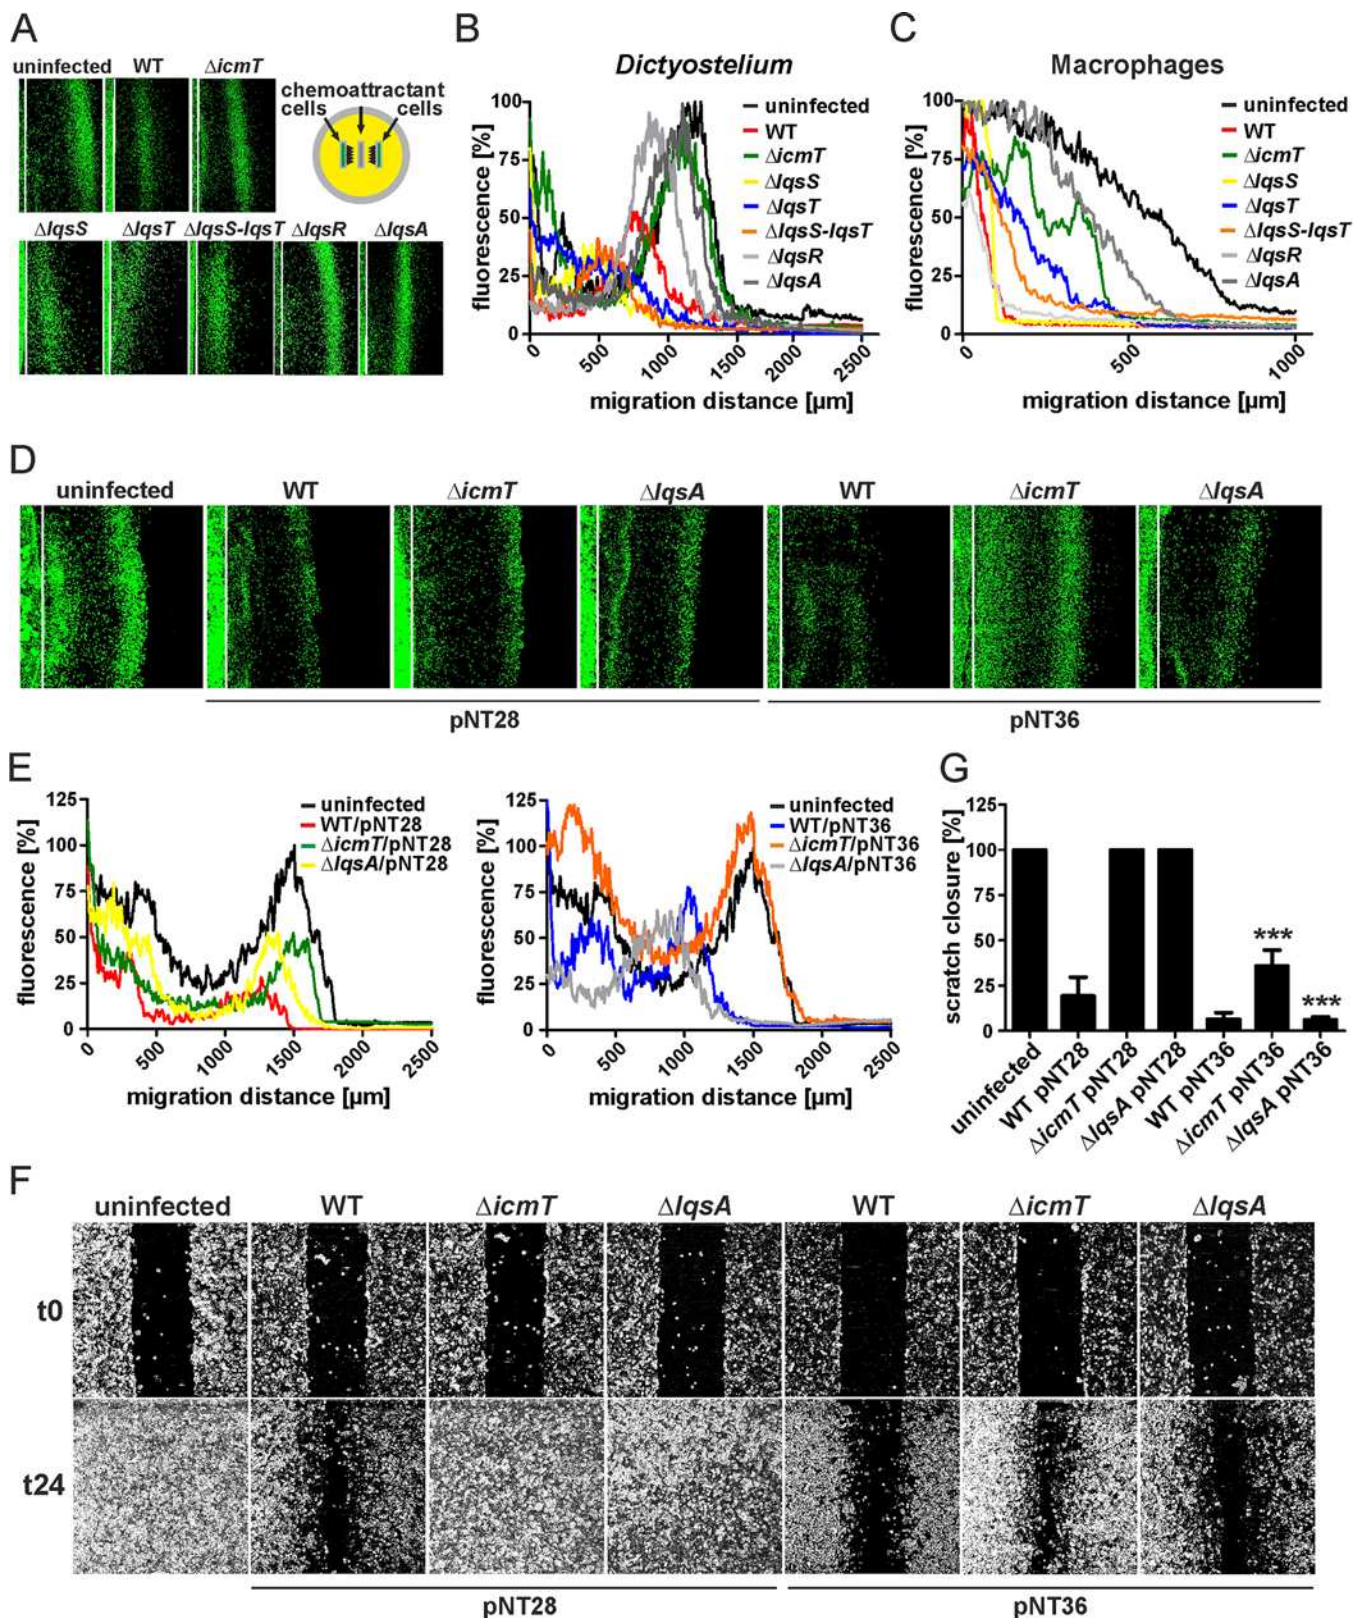 A
uninfected WT ΔicmT
chemoattractant
cells cells
ΔlqsS ΔlqsT ΔlqsS-lqsT ΔlqsR ΔlqsA
B
Dictyostelium
fluorescence [%]
100
75
50
25
0
0 500 1000 1500 2000 2500
migration distance [µm]
uninfected
WT
ΔicmT
ΔlqsS
ΔlqsT
ΔlqsS-lqsT
ΔlqsR
ΔlqsA
C
Macrophages
fluorescence [%]
100
75
50
25
0
0 500 1000
migration distance [µm]
uninfected
WT
ΔicmT
ΔlqsS
ΔlqsT
ΔlqsS-lqsT
ΔlqsR
ΔlqsA
D
uninfected WT ΔicmT ΔlqsA WT ΔicmT ΔlqsA
pNT28 pNT36
E
fluorescence [%]
125
100
75
50
25
0
0 500 1000 1500 2000 2500
migration distance [µm]
uninfected
WT/pNT28
ΔicmT/pNT28
ΔlqsA/pNT28
fluorescence [%]
125
100
75
50
25
0
0 500 1000 1500 2000 2500
migration distance [µm]
uninfected
WT/pNT36
ΔicmT/pNT36
ΔlqsA/pNT36
G
scratch closure [%]
125
100
75
50
25
0
***
***
uninfected
WT pNT28
ΔicmT pNT28
ΔlqsA pNT28
WT pNT36
ΔicmT pNT36
ΔlqsA pNT36
F
uninfected WT ΔicmT ΔlqsA WT ΔicmT ΔlqsA
t0
t24
pNT28 pNT36